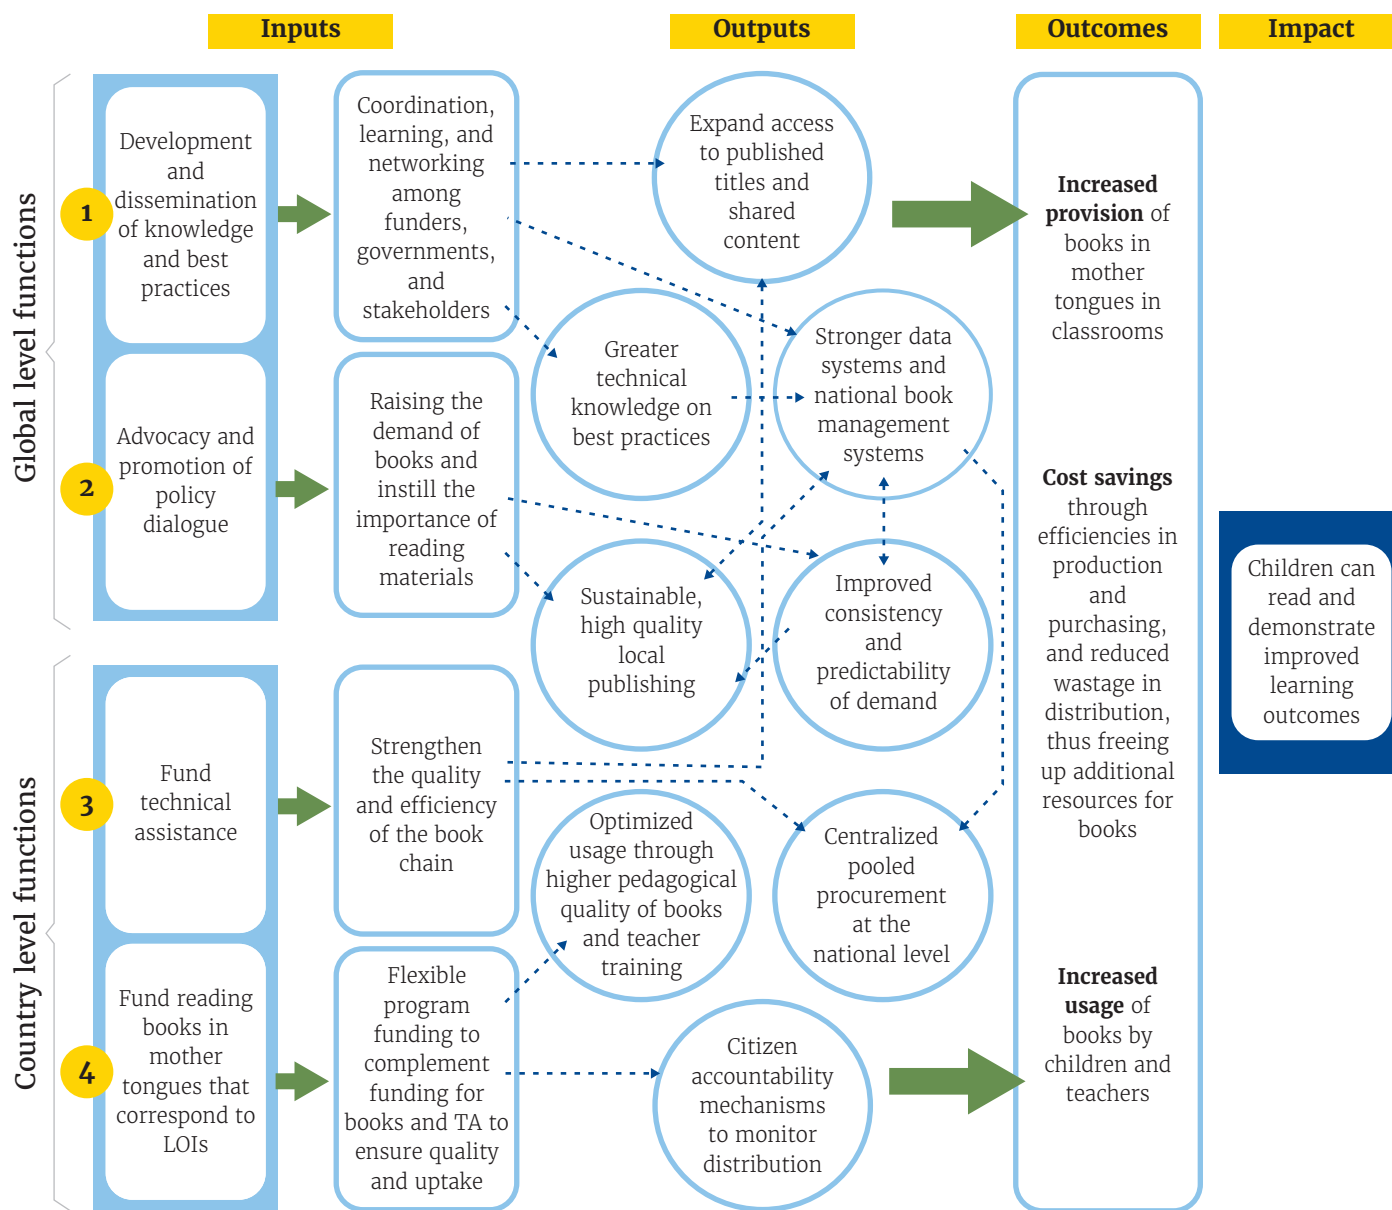 Inputs
Outputs
Outcomes
Impact
Global level functions
1
Development
and
dissemination
of knowledge
and best
practices
Coordination,
learning, and
networking
among
funders,
governments,
and
stakeholders
Expand access
to published
titles and
shared
content
Greater
technical
knowledge on
best practices
Stronger data
systems and
national book
management
systems
2
Advocacy and
promotion of
policy
dialogue
Raising the
demand of
books and
instill the
importance of
reading
materials
Sustainable,
high quality
local
publishing
Improved
consistency
and
predictability
of demand
Country level functions
3
Fund
technical
assistance
Strengthen
the quality
and efficiency
of the book
chain
Optimized
usage through
higher pedagogical
quality of books
and teacher
training
Centralized
pooled
procurement
at the
national level
4
Fund reading
books in
mother
tongues that
correspond to
LOIs
Flexible
program
funding to
complement
funding for
books and TA to
ensure quality
and uptake
Citizen
accountability
mechanisms
to monitor
distribution
Increased
provision of
books in
mother
tongues in
classrooms
Cost savings
through
efficiencies in
production
and
purchasing,
and reduced
wastage in
distribution,
thus freeing
up additional
resources for
books
Increased
usage of
books by
children and
teachers
Children can
read and
demonstrate
improved
learning
outcomes